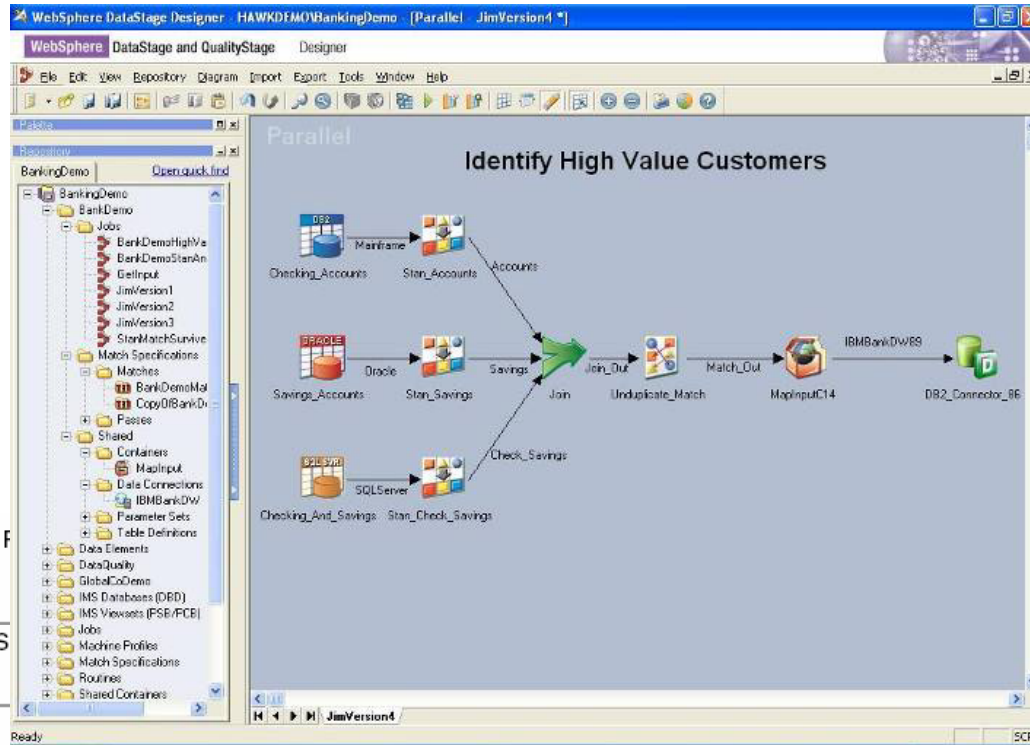 WebSphere DataStage Designer - HAWKDEMO\BankingDemo - [Parallel - JimVersion4 *]
WebSphere DataStage and QualityStage Designer
File Edit View Repository Diagram Import Export Tools Window Help
Palette
Repository
BankingDemo Open quick find
BankingDemo
BankDemo
Jobs
BankDemoHighVa
BankDemoStanAn
GetInput
JimVersion1
JimVersion2
JimVersion3
StanMatchSurvive
Match Specifications
Matches
BankDemoMat
CopyOfBankD
Passes
Shared
Containers
MapInput
Data Connections
IBMBankDW
Parameter Sets
Table Definitions
Data Elements
DataQuality
GlobalCoDemo
IMS Databases (DBD)
IMS Viewsets (PSB/PCB)
Jobs
Machine Profiles
Match Specifications
Routines
Shared Containers
Parallel
Identify High Value Customers
DB2
Mainframe
Checking_Accounts Stan_Accounts
Accounts
ORACLE
Oracle Savings Join_Out Match_Out IBMBankDW89
Savings_Accounts Stan_Savings Join Unduplicate_Match MapInputC14 DB2_Connector_86
SQL SVR
SQLServer
Check_Savings
Checking_And_Savings Stan_Check_Savings
JimVersion4
Ready